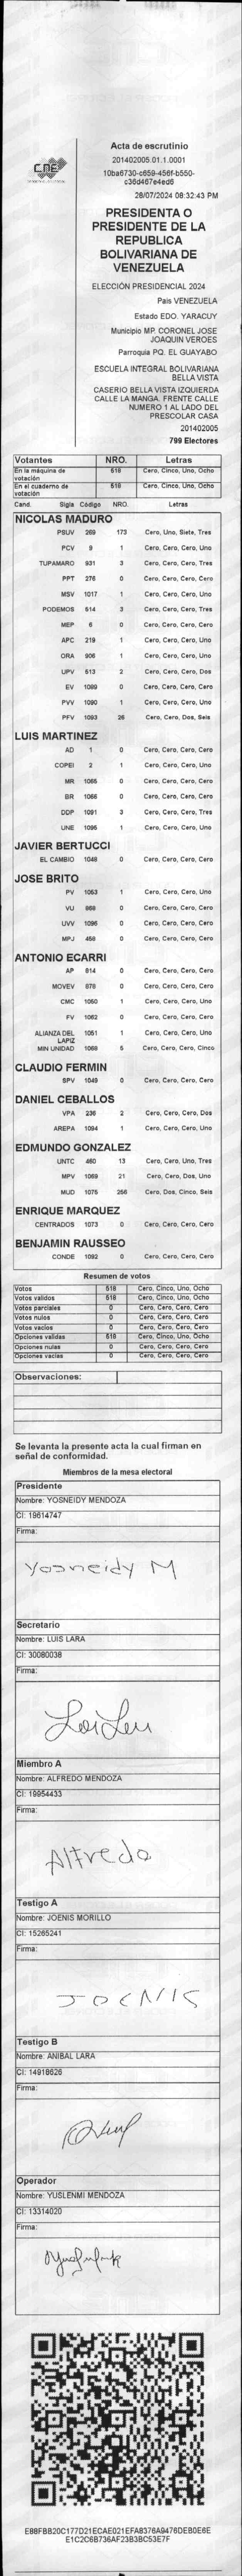 CNE
Acta de escrutinio
201402005.01.1.0001
10ba6730-c659-456f-b550-
c36d467e4ed6
28/07/2024 08:32:43 PM
PRESIDENTA O
PRESIDENTE DE LA
REPUBLICA
BOLIVARIANA DE
VENEZUELA
ELECCIÓN PRESIDENCIAL 2024
Pais VENEZUELA
Estado EDO. YARACUY
Municipio MP. CORONEL JOSE
JOAQUIN VEROES
Parroquia PQ. EL GUAYABO
ESCUELA INTEGRAL BOLIVARIANA
BELLA VISTA
CASERIO BELLA VISTA IZQUIERDA
CALLE LA MANGA. FRENTE CALLE
NUMERO 1 AL LADO DEL
PRESCOLAR CASA
201402005
799 Electores
Votantes NRO. Letras
En la máquina de votación 518 Cero, Cinco, Uno, Ocho
En el cuaderno de votación 518 Cero, Cinco, Uno, Ocho
Cand. Sigla Código NRO. Letras
NICOLAS MADURO
PSUV 269 173 Cero, Uno, Siete, Tres
PCV 9 1 Cero, Cero, Cero, Uno
TUPAMARO 931 3 Cero, Cero, Cero, Tres
PPT 276 0 Cero, Cero, Cero, Cero
MSV 1017 1 Cero, Cero, Cero, Uno
PODEMOS 514 3 Cero, Cero, Cero, Tres
MEP 6 0 Cero, Cero, Cero, Cero
APC 219 1 Cero, Cero, Cero, Uno
ORA 906 1 Cero, Cero, Cero, Uno
UPV 513 2 Cero, Cero, Cero, Dos
EV 1089 0 Cero, Cero, Cero, Cero
PVV 1090 1 Cero, Cero, Cero, Uno
PFV 1093 26 Cero, Cero, Dos, Seis
LUIS MARTINEZ
AD 1 0 Cero, Cero, Cero, Cero
COPEI 2 1 Cero, Cero, Cero, Uno
MR 1065 0 Cero, Cero, Cero, Cero
BR 1066 0 Cero, Cero, Cero, Cero
DDP 1091 3 Cero, Cero, Cero, Tres
UNE 1095 1 Cero, Cero, Cero, Uno
JAVIER BERTUCCI
EL CAMBIO 1046 0 Cero, Cero, Cero, Cero
JOSE BRITO
PV 1053 1 Cero, Cero, Cero, Uno
VU 868 0 Cero, Cero, Cero, Cero
UVV 1096 0 Cero, Cero, Cero, Cero
MPJ 458 0 Cero, Cero, Cero, Cero
ANTONIO ECARRI
AP 814 0 Cero, Cero, Cero, Cero
MOVEV 878 0 Cero, Cero, Cero, Cero
CMC 1050 1 Cero, Cero, Cero, Uno
FV 1062 0 Cero, Cero, Cero, Cero
ALIANZA DEL LAPIZ 1051 1 Cero, Cero, Cero, Uno
MIN UNIDAD 1068 5 Cero, Cero, Cero, Cinco
CLAUDIO FERMIN
SPV 1049 0 Cero, Cero, Cero, Cero
DANIEL CEBALLOS
VPA 236 2 Cero, Cero, Cero, Dos
AREPA 1094 1 Cero, Cero, Cero, Uno
EDMUNDO GONZALEZ
UNTC 460 13 Cero, Cero, Uno, Tres
MPV 1069 21 Cero, Cero, Dos, Uno
MUD 1075 256 Cero, Dos, Cinco, Seis
ENRIQUE MARQUEZ
CENTRADOS 1073 0 Cero, Cero, Cero, Cero
BENJAMIN RAUSSEO
CONDE 1092 0 Cero, Cero, Cero, Cero
Resumen de votos
Votos 518 Cero, Cinco, Uno, Ocho
Votos validos 518 Cero, Cinco, Uno, Ocho
Votos parciales 0 Cero, Cero, Cero, Cero
Votos nulos 0 Cero, Cero, Cero, Cero
Votos vacios 0 Cero, Cero, Cero, Cero
Opciones validas 518 Cero, Cinco, Uno, Ocho
Opciones nulas 0 Cero, Cero, Cero, Cero
Opciones vacias 0 Cero, Cero, Cero, Cero
Observaciones:
Se levanta la presente acta la cual firman en
señal de conformidad.
Miembros de la mesa electoral
Presidente
Nombre: YOSNEIDY MENDOZA
CI: 19614747
Firma:
Yosneidy M
Secretario
Nombre: LUIS LARA
CI: 30080038
Firma:
Miembro A
Nombre: ALFREDO MENDOZA
CI: 19954433
Firma:
Alfredo
Testigo A
Nombre: JOENIS MORILLO
CI: 15265241
Firma:
JOENIS
Testigo B
Nombre: ANIBAL LARA
CI: 14918626
Firma:
Operador
Nombre: YUSLENMI MENDOZA
CI: 13314020
Firma:
E88FBB20C177D21ECAE021EFA8376A9476DEB0E6E
E1C2C6B736AF23B3BC53E7F